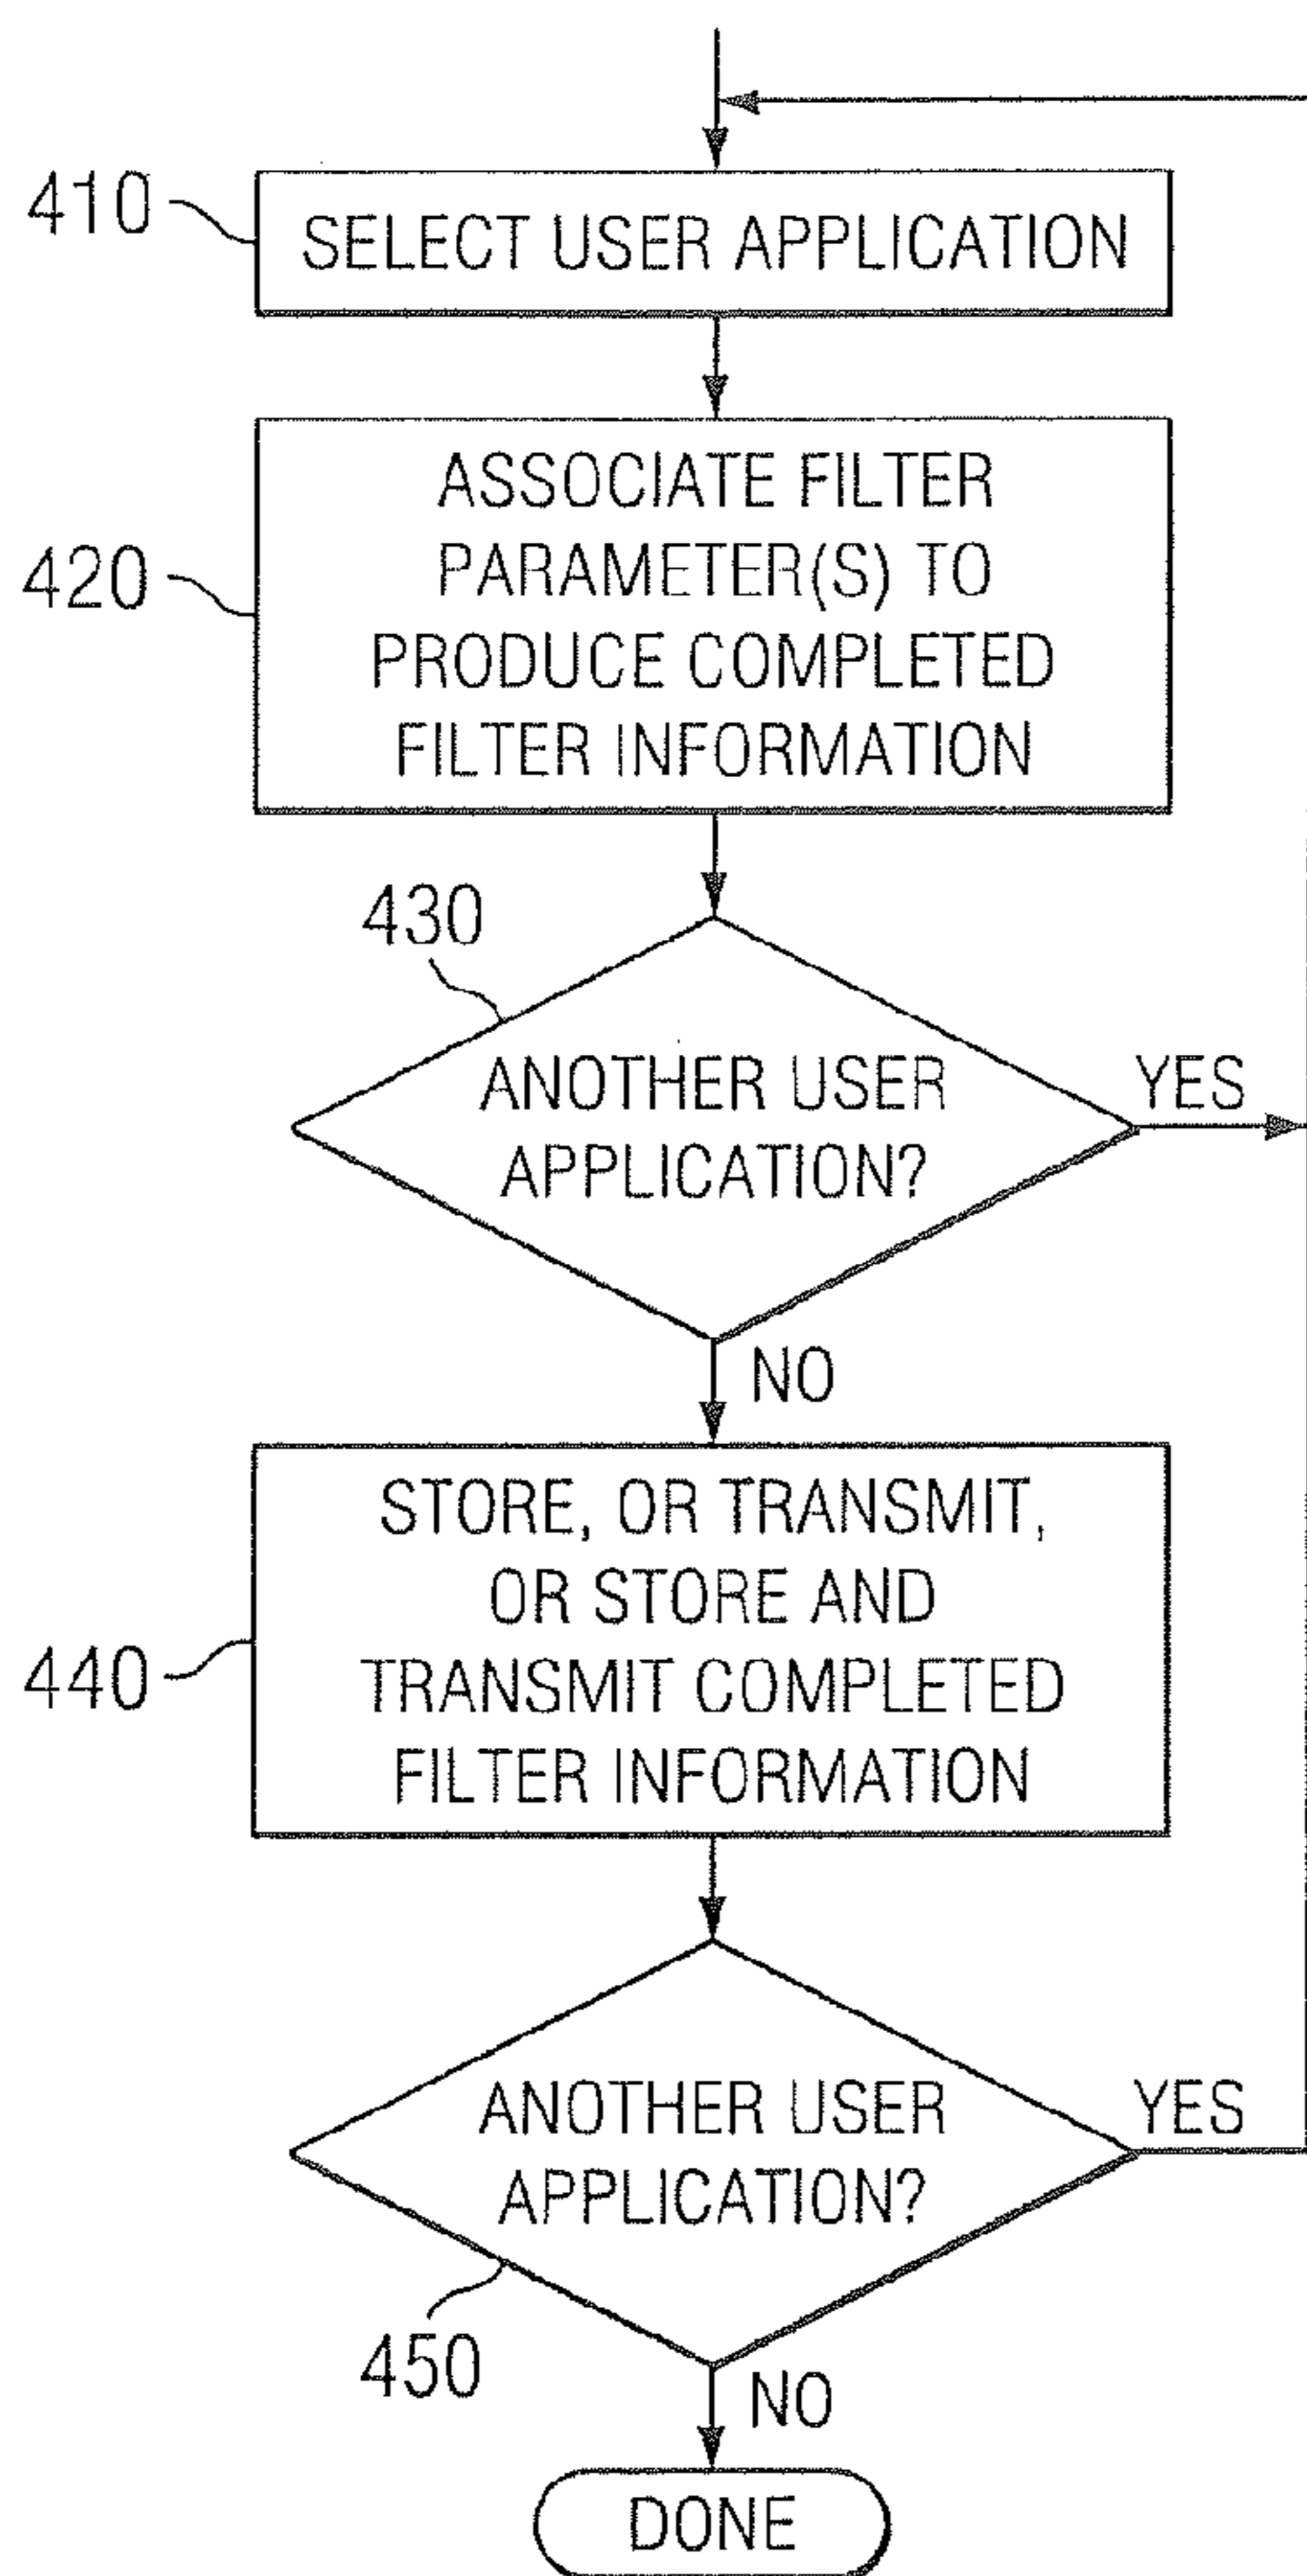 410
SELECT USER APPLICATION
420
ASSOCIATE FILTER
PARAMETER(S) TO
PRODUCE COMPLETED
FILTER INFORMATION
430
ANOTHER USER
APPLICATION?
YES
NO
440
STORE, OR TRANSMIT,
OR STORE AND
TRANSMIT COMPLETED
FILTER INFORMATION
ANOTHER USER
APPLICATION?
YES
450
NO
DONE